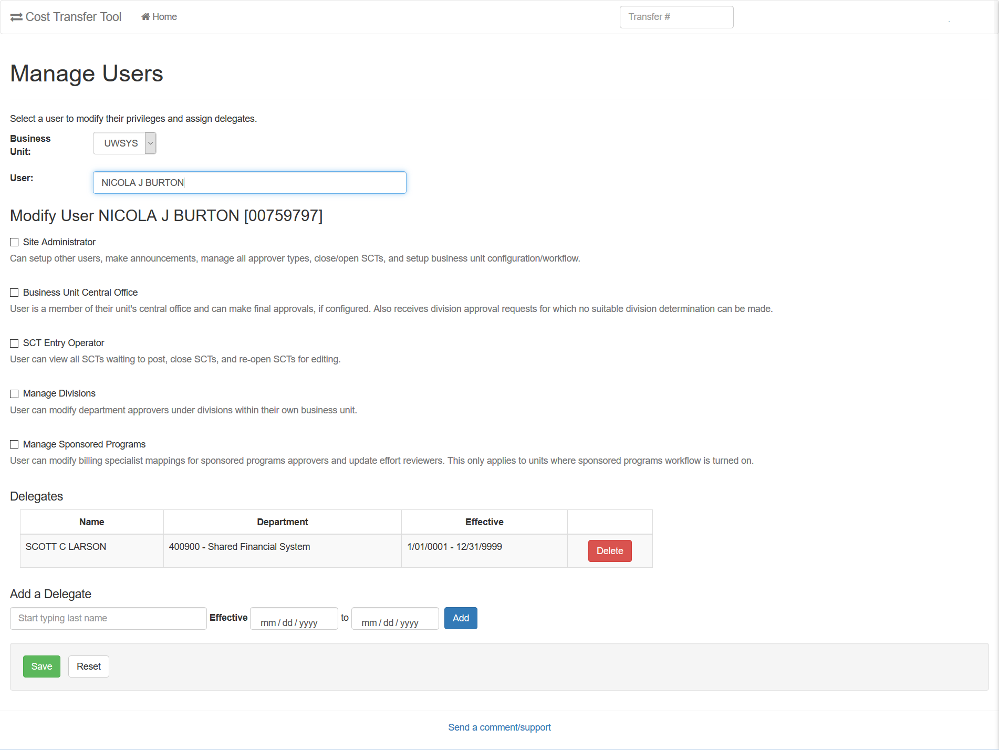 Cost Transfer Tool
Home
Transfer #
Manage Users
Select a user to modify their privileges and assign delegates.
Business
Unit:
UWSYS
User:
NICOLA J BURTON
Modify User NICOLA J BURTON [00759797]
Site Administrator
Can setup other users, make announcements, manage all approver types, close/open SCTs, and setup business unit configuration/workflow.
Business Unit Central Office
User is a member of their unit's central office and can make final approvals, if configured. Also receives division approval requests for which no suitable division determination can be made.
SCT Entry Operator
User can view all SCTs waiting to post, close SCTs, and re-open SCTs for editing.
Manage Divisions
User can modify department approvers under divisions within their own business unit.
Manage Sponsored Programs
User can modify billing specialist mappings for sponsored programs approvers and update effort reviewers. This only applies to units where sponsored programs workflow is turned on.
Delegates
Name Department Effective
SCOTT C LARSON 400900 - Shared Financial System 1/01/0001 - 12/31/9999 Delete
Add a Delegate
Start typing last name Effective mm / dd / yyyy to mm / dd / yyyy Add
Save Reset
Send a comment/support